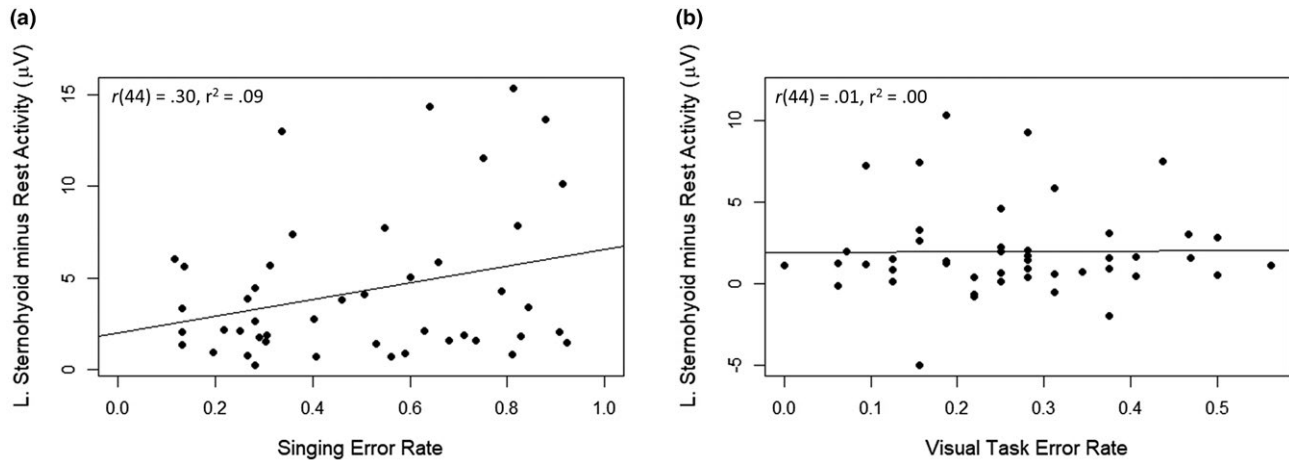 (a)
L. Sternohyoid minus Rest Activity (µV)
r(44) = .30, r² = .09
15
10
5
0
0.0 0.2 0.4 0.6 0.8 1.0
Singing Error Rate
(b)
L. Sternohyoid minus Rest Activity (µV)
r(44) = .01, r² = .00
10
5
0
-5
0.0 0.1 0.2 0.3 0.4 0.5
Visual Task Error Rate